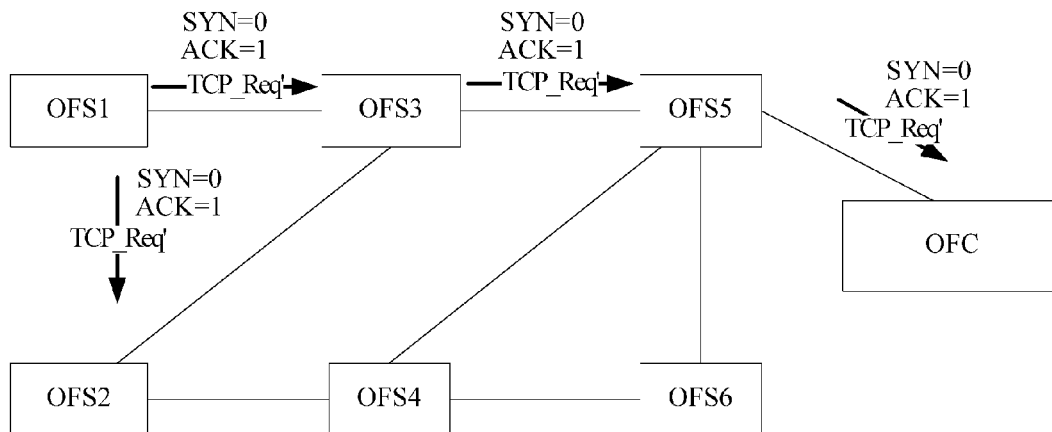 SYN=0
ACK=1
TCP_Req'
SYN=0
ACK=1
TCP_Req'
SYN=0
ACK=1
TCP_Req'
OFS1
OFS3
OFS5
SYN=0
ACK=1
TCP_Req'
OFC
OFS2
OFS4
OFS6